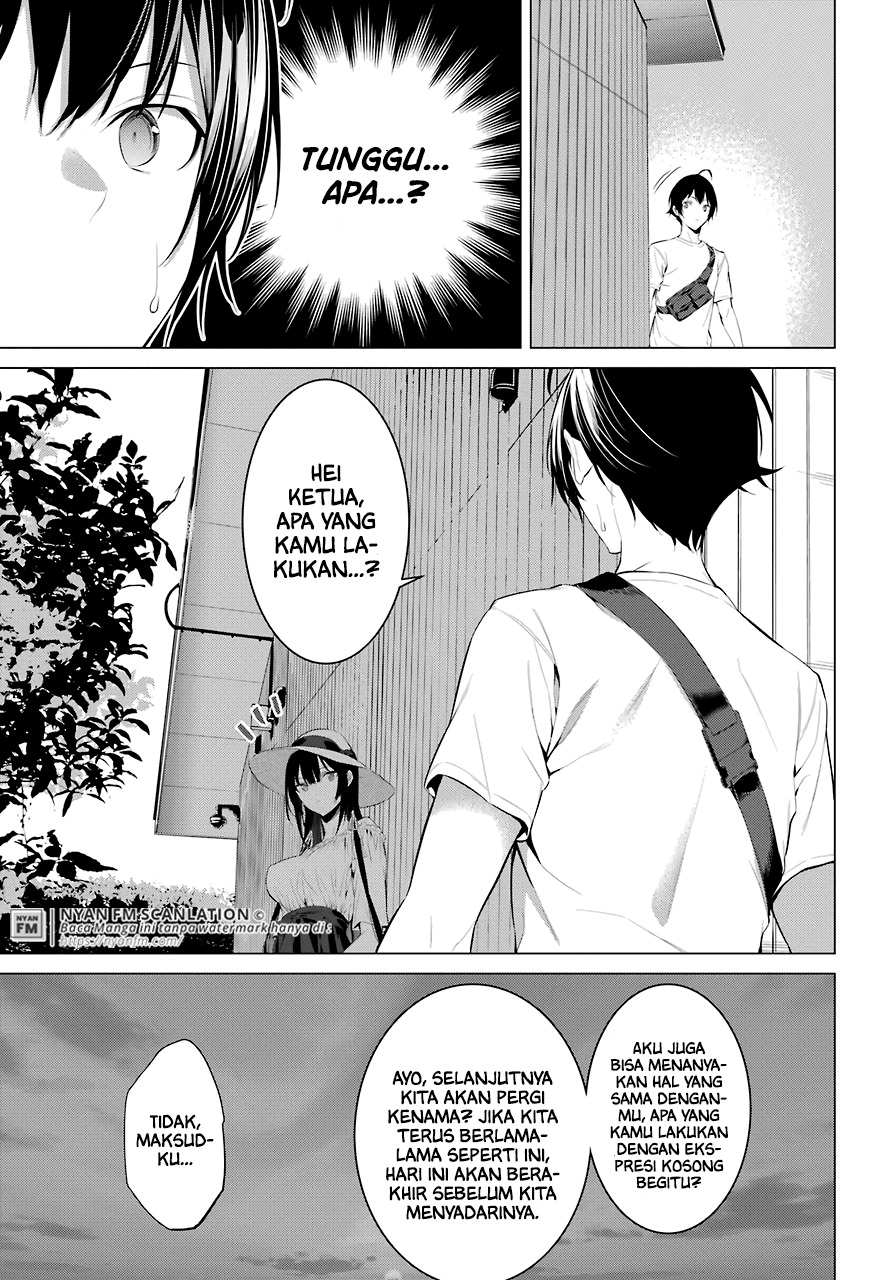 TUNGGU...
APA...?
HEI
KETUA,
APA YANG
KAMU LA-
KUKAN...?
NYAN
FM
NYAN FM SCANLATION ©
Baca Manga ini tanpa watermark hanya di :
https://nyanfm.com/
AKU JUGA
BISA MENANYA-
KAN HAL YANG
SAMA DENGAN-
MU, APA YANG
KAMU LAKUKAN
DENGAN EKS-
PRESI KOSONG
BEGITU?
AYO, SELANJUTNYA
KITA AKAN PERGI
KENAMA? JIKA KITA
TERUS BERLAMA-
LAMA SEPERTI INI,
HARI INI AKAN BERA-
KHIR SEBELUM KITA
MENYADARINYA.
TIDAK,
MAKSUD-
KU...